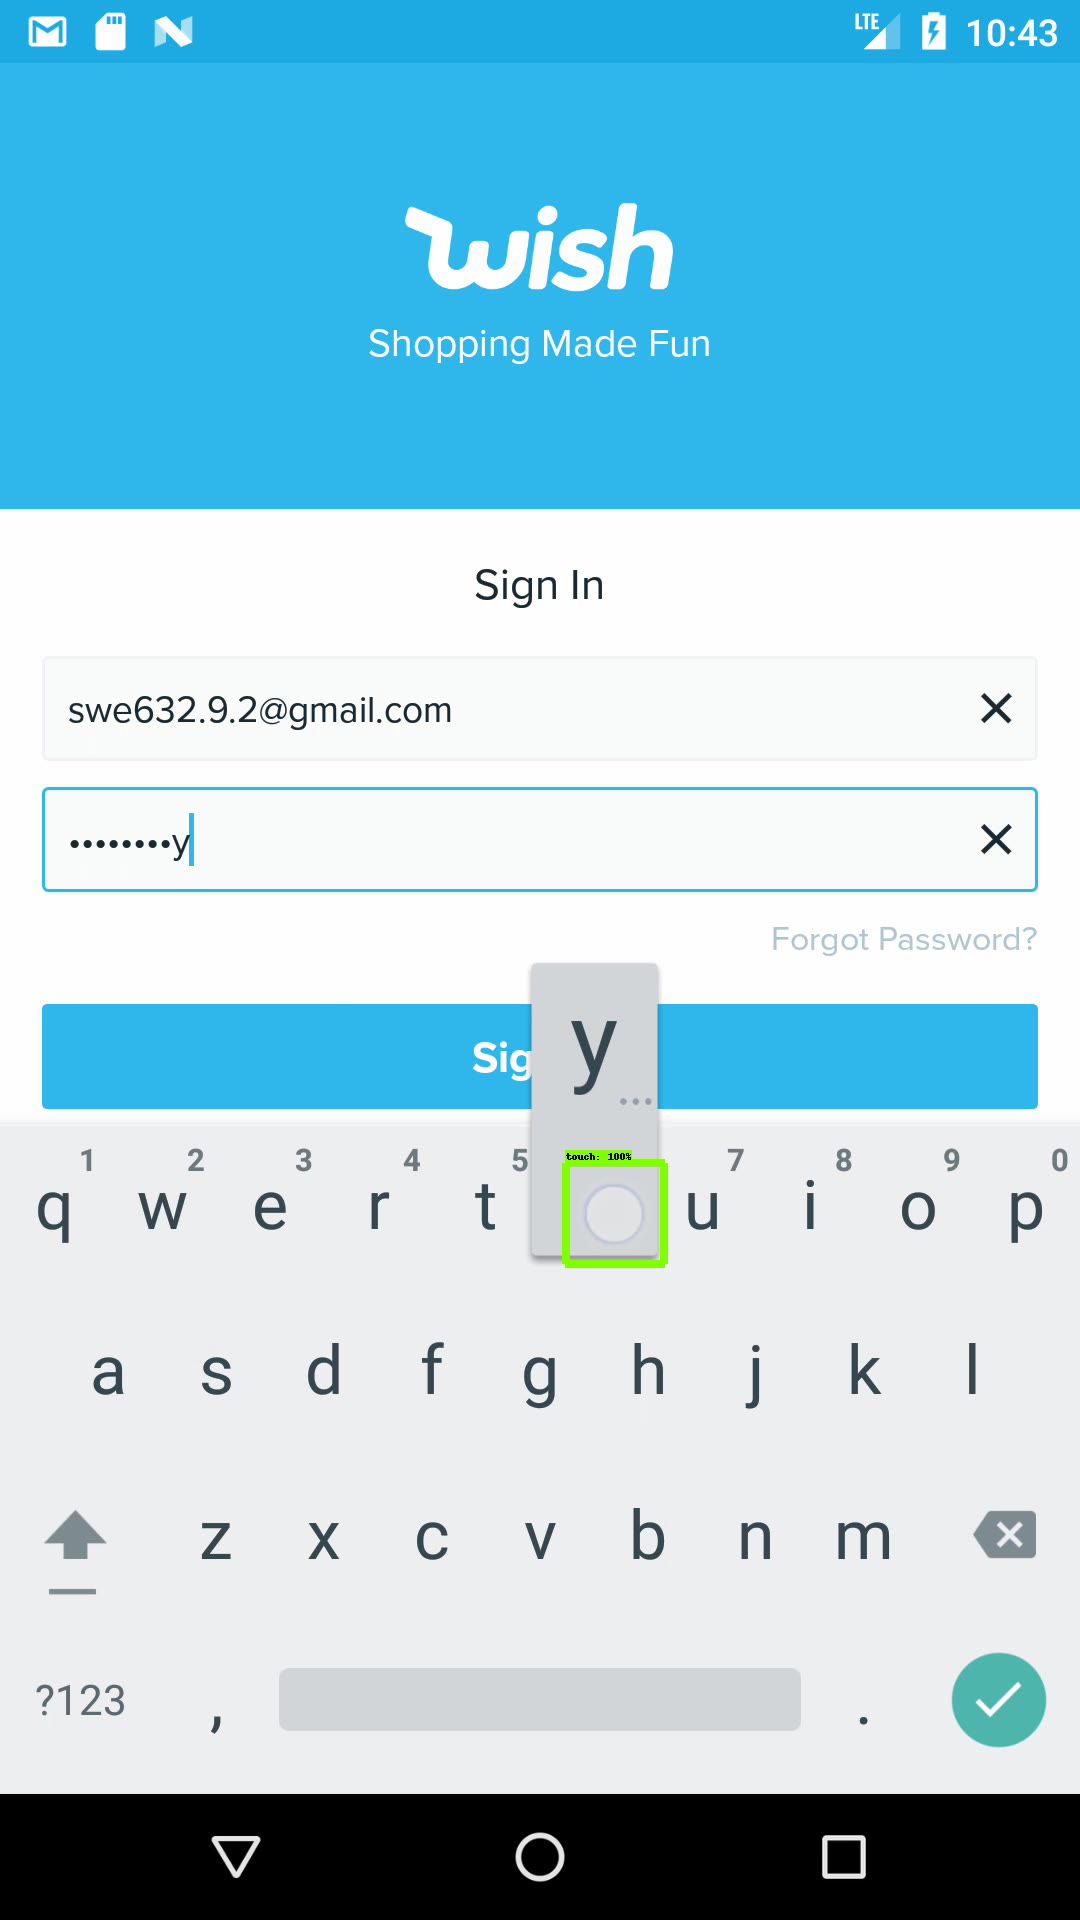 LTE 10:43
wish
Shopping Made Fun
Sign In
swe632.9.2@gmail.com
••••••••y
Forgot Password?
Sig
y
...
touch: 100%
1 2 3 4 5 7 8 9 0
q w e r t u i o p
a s d f g h j k l
z x c v b n m
?123 , .